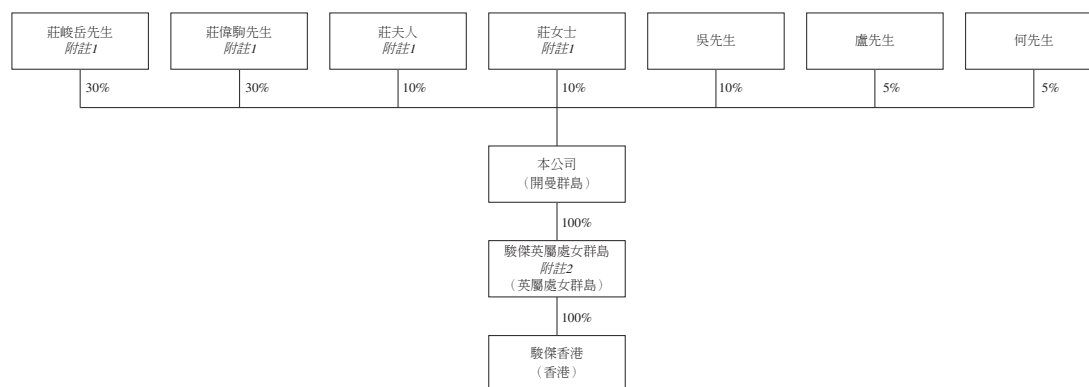 莊峻岳先生
附註1
莊偉駒先生
附註1
莊夫人
附註1
莊女士
附註1
吳先生
盧先生
何先生
30%
30%
10%
10%
10%
5%
5%
本公司
（開曼群島）
100%
駿傑英屬處女群島
附註2
（英屬處女群島）
100%
駿傑香港
（香港）